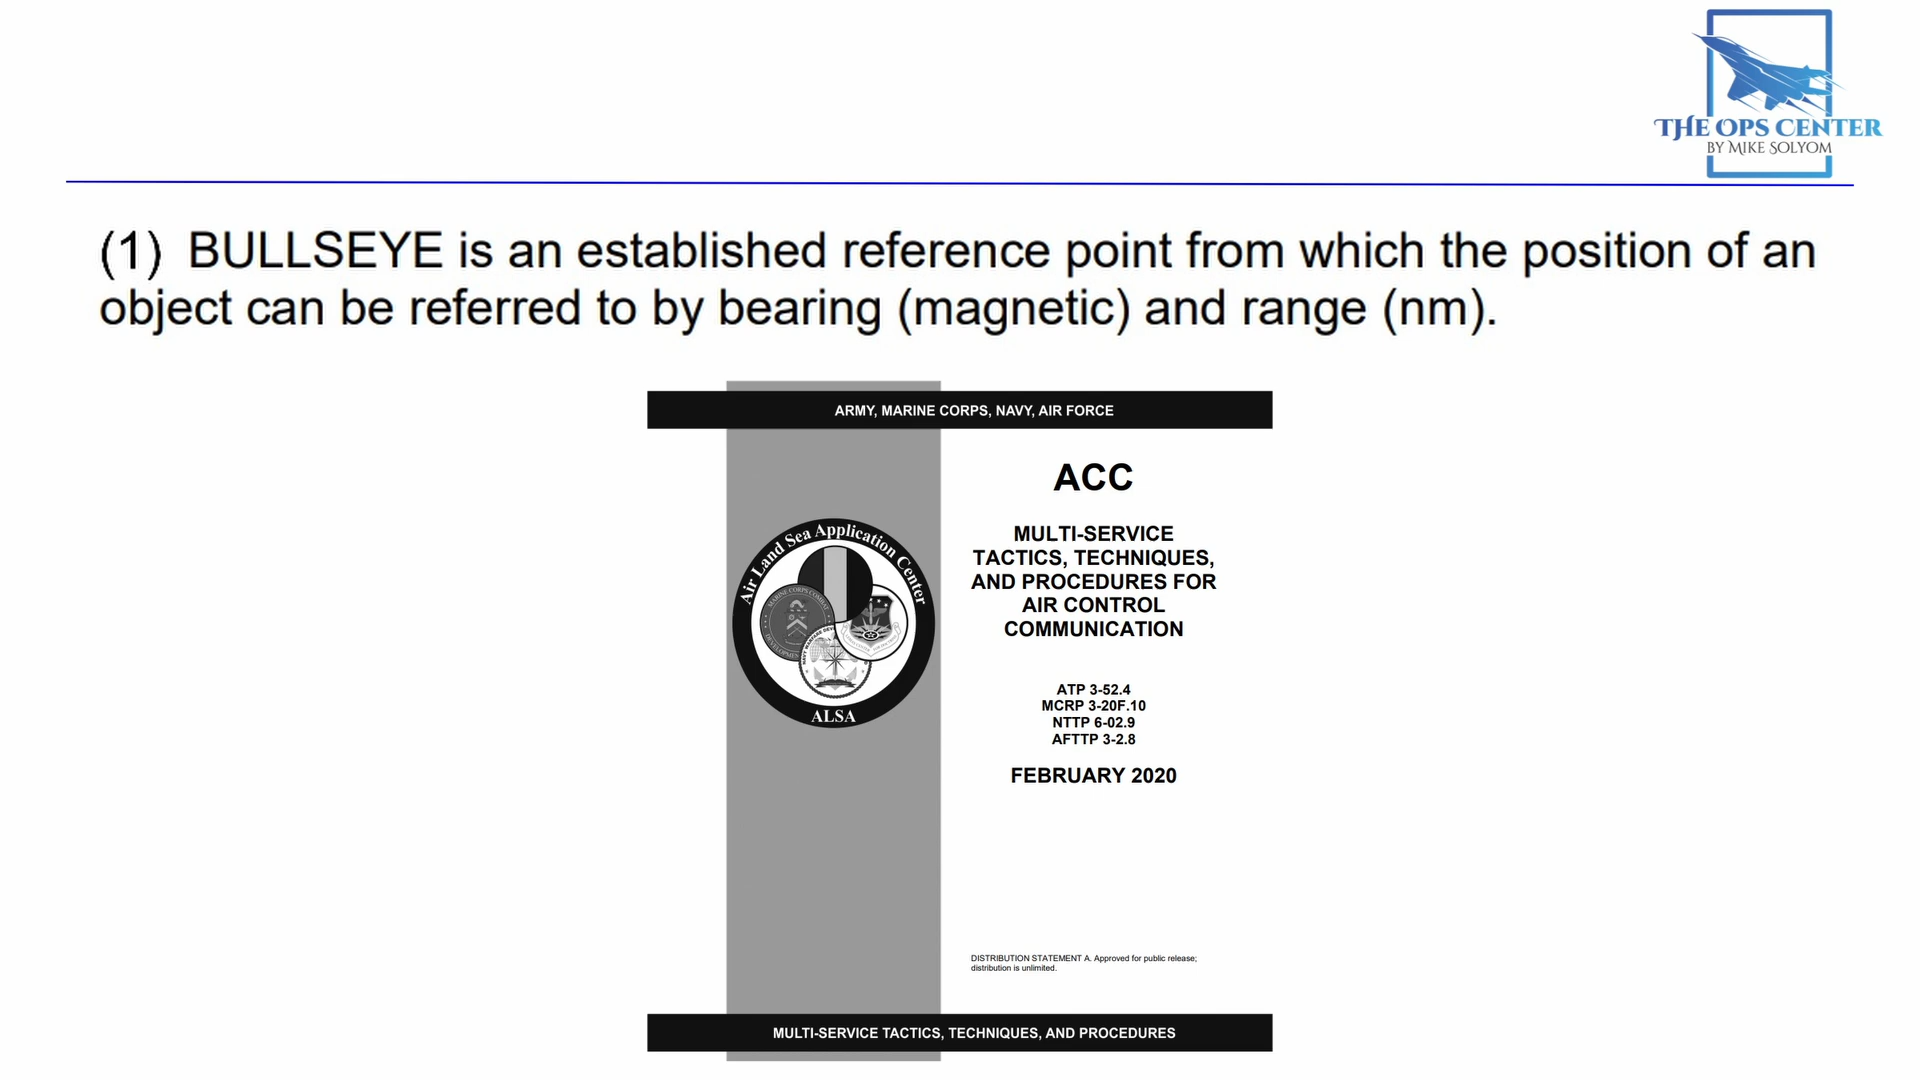 THE OPS CENTER
BY MIKE SOLYOM
(1) BULLSEYE is an established reference point from which the position of an
object can be referred to by bearing (magnetic) and range (nm).
ARMY, MARINE CORPS, NAVY, AIR FORCE
ACC
MULTI-SERVICE
TACTICS, TECHNIQUES,
AND PROCEDURES FOR
AIR CONTROL
COMMUNICATION
Air Land Sea Application Center
ALSA
ATP 3-52.4
MCRP 3-20F.10
NTTP 6-02.9
AFTTP 3-2.8
FEBRUARY 2020
DISTRIBUTION STATEMENT A. Approved for public release;
distribution is unlimited.
MULTI-SERVICE TACTICS, TECHNIQUES, AND PROCEDURES